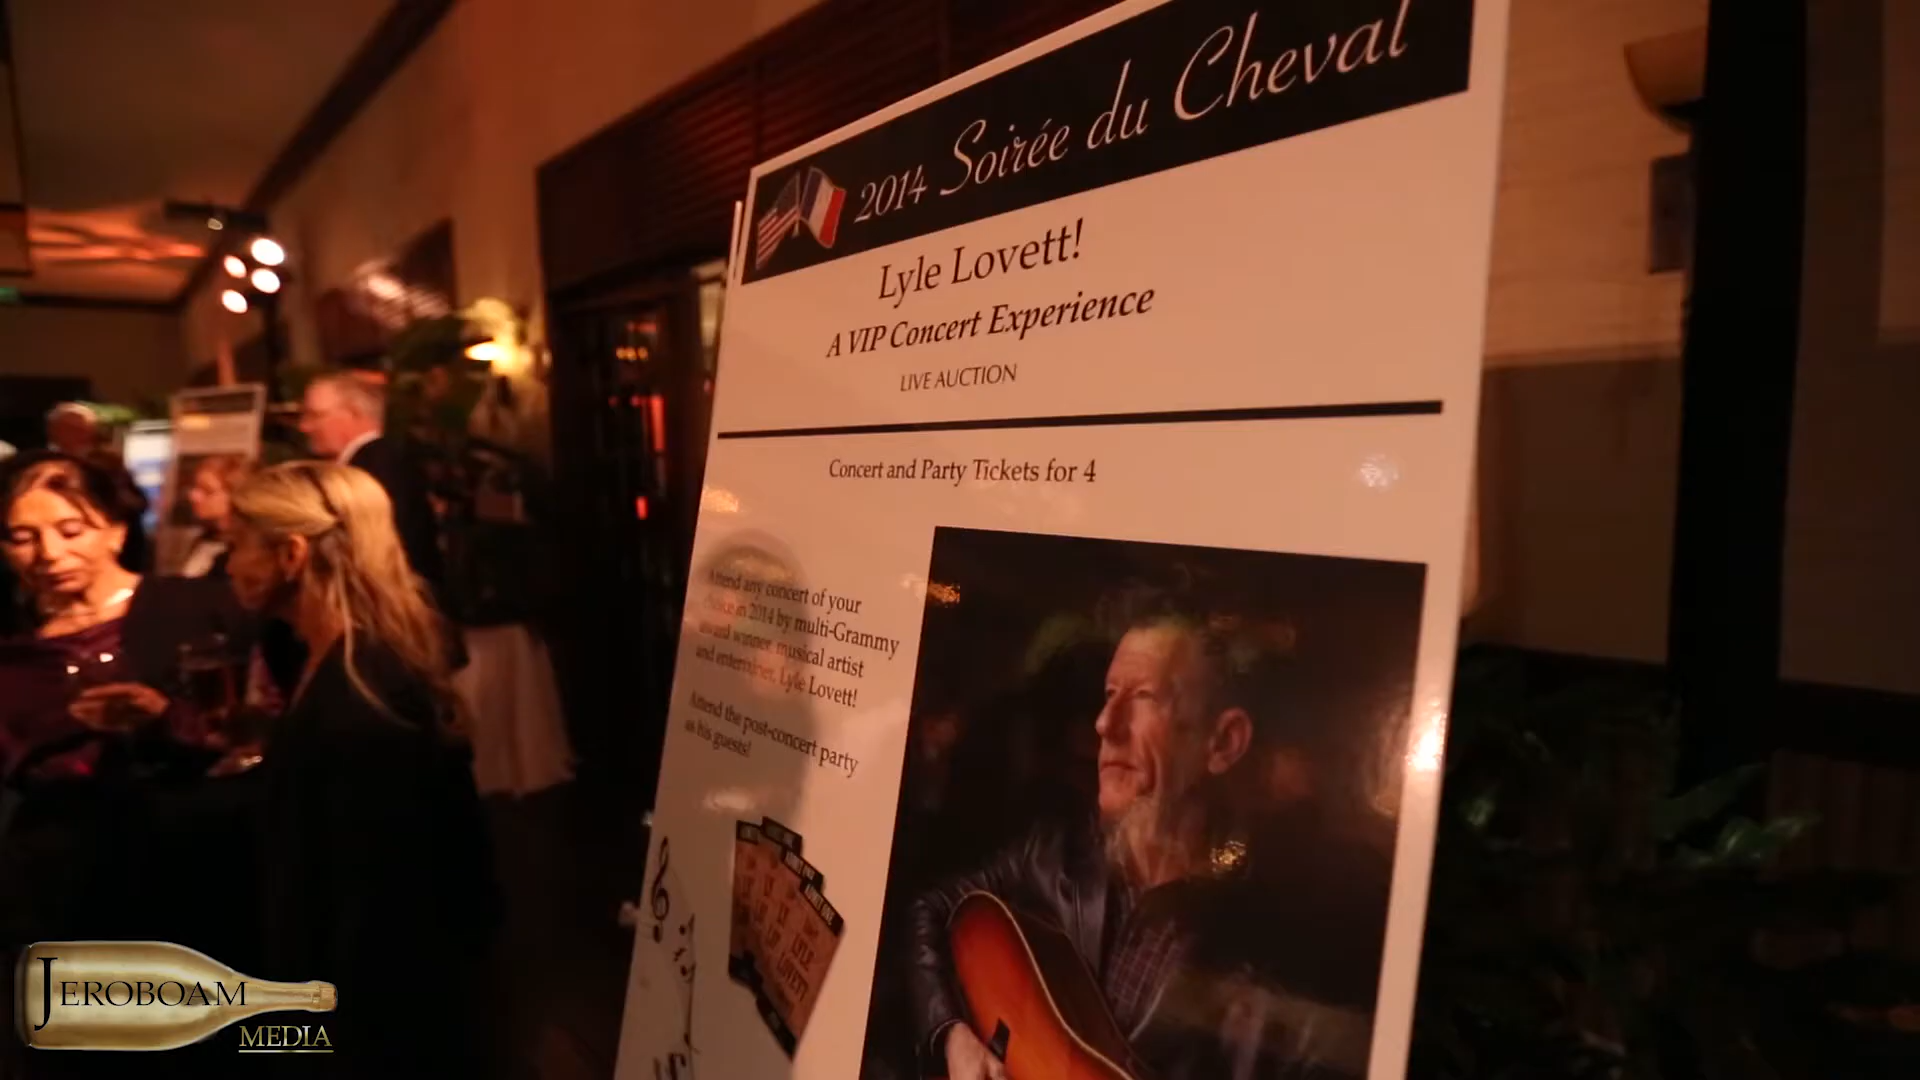 2014 Soirée du Cheval
Lyle Lovett!
A VIP Concert Experience
LIVE AUCTION
Concert and Party Tickets for 4
Attend any concert of your
choice in 2014 by multi-Grammy
award winner, musical artist
and entertainer, Lyle Lovett!
Attend the post-concert party
as his guests!
LYLE
LOVETT
JEROBOAM
MEDIA